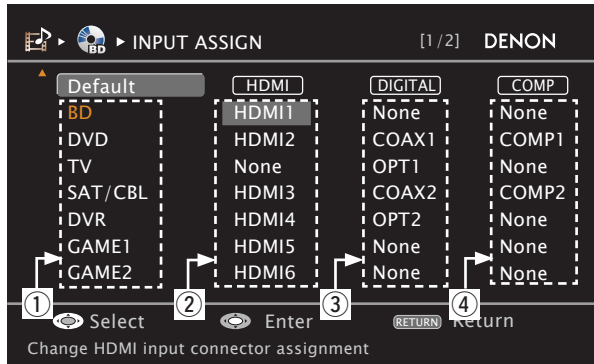 BD INPUT ASSIGN [1/2] DENON
Default HDMI DIGITAL COMP
BD HDMI1 None None
DVD HDMI2 COAX1 COMP1
TV None OPT1 None
SAT/CBL HDMI3 COAX2 COMP2
DVR HDMI4 OPT2 None
GAME1 HDMI5 None None
GAME2 HDMI6 None None
1 2 3 4
Select Enter RETURN Return
Change HDMI input connector assignment